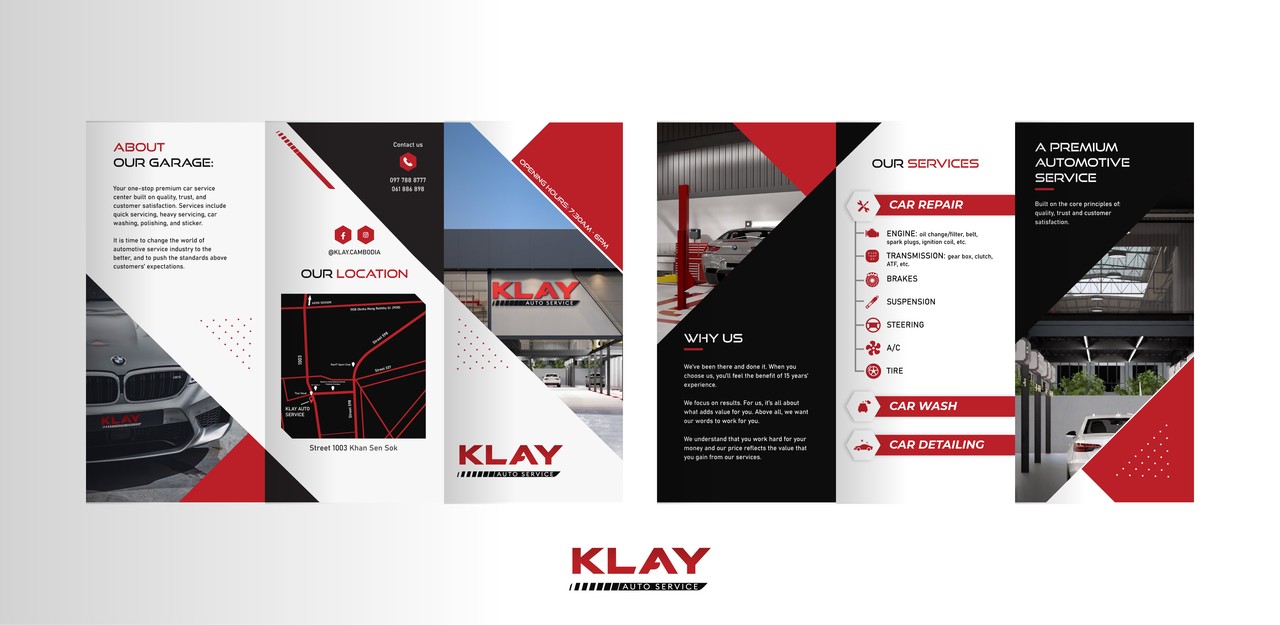 ABOUT
OUR GARAGE:
Your one-stop premium car service
center built on quality, trust, and
customer satisfaction. Services include
quick servicing, heavy servicing, car
washing, polishing, and sticker.
It is time to change the world of
automotive service industry to the
better, and to push the standards above
customers' expectations.
KLAY
Contact us
097 788 8777
061 886 898
@KLAY.CAMBODIA
OUR LOCATION
1003
Street 598
Street 337
Street 598
KLAY AUTO
SERVICE
Street 1003 Khan Sen Sok
OPENING HOURS: 7:30AM - 6PM
KLAY
AUTO SERVICE
KLAY
AUTO SERVICE
WHY US
We've been there and done it. When you
choose us, you'll feel the benefit of 15 years'
experience.
We focus on results. For us, it's all about
what adds value for you. Above all, we want
our words to work for you.
We understand that you work hard for your
money and our price reflects the value that
you gain from our services.
OUR SERVICES
CAR REPAIR
ENGINE: oil change/filter, belt,
spark plugs, ignition coil, etc.
TRANSMISSION: gear box, clutch,
ATF, etc.
BRAKES
SUSPENSION
STEERING
A/C
TIRE
CAR WASH
CAR DETAILING
A PREMIUM
AUTOMOTIVE
SERVICE
Built on the core principles of:
quality, trust and customer
satisfaction.
KLAY
AUTO SERVICE